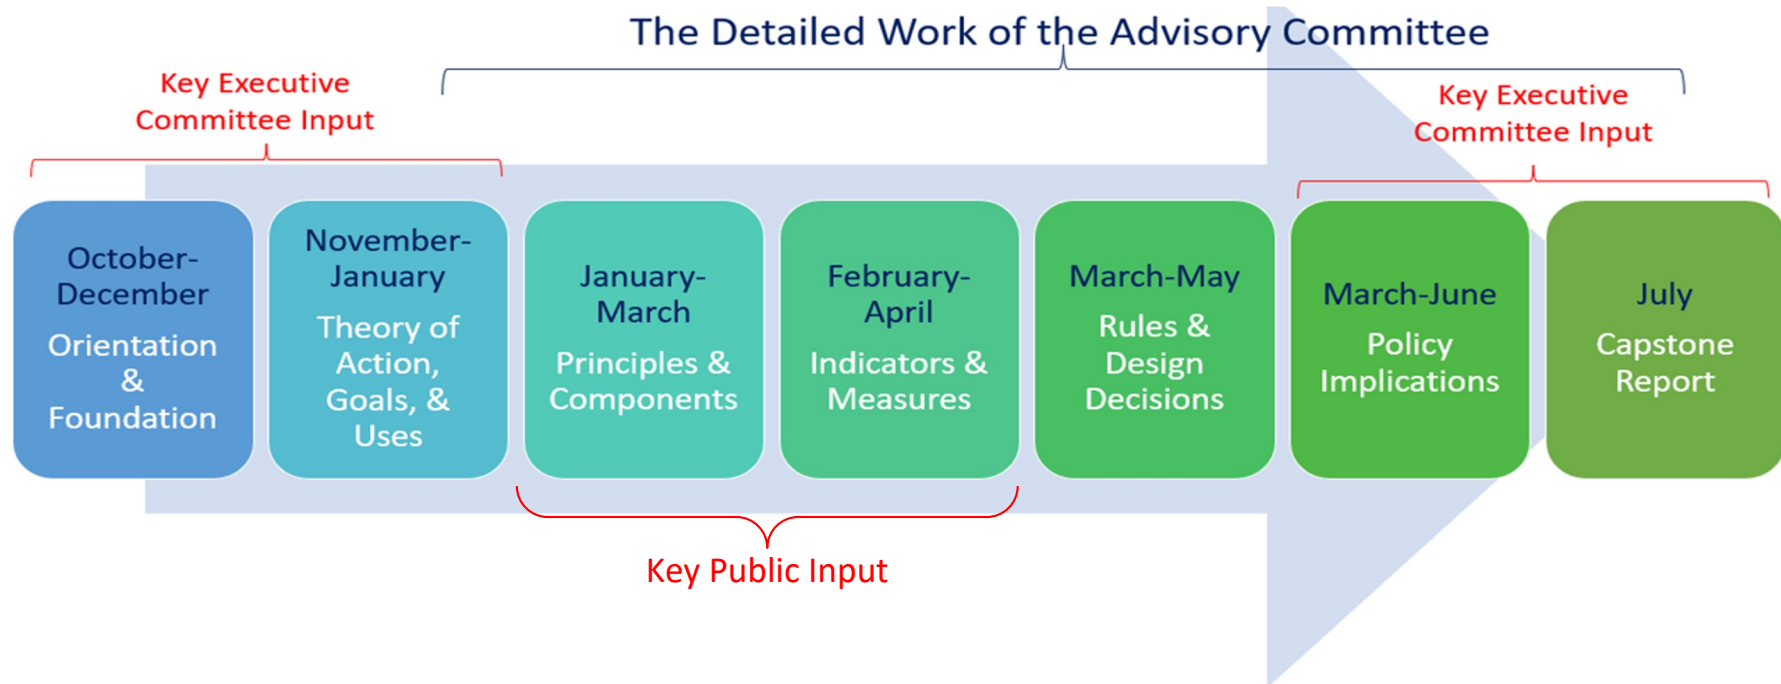 The Detailed Work of the Advisory Committee
Key Executive
Committee Input
Key Executive
Committee Input
October-
December
Orientation
&
Foundation
November-
January
Theory of
Action,
Goals, &
Uses
January-
March
Principles &
Components
February-
April
Indicators &
Measures
March-May
Rules &
Design
Decisions
March-June
Policy
Implications
July
Capstone
Report
Key Public Input